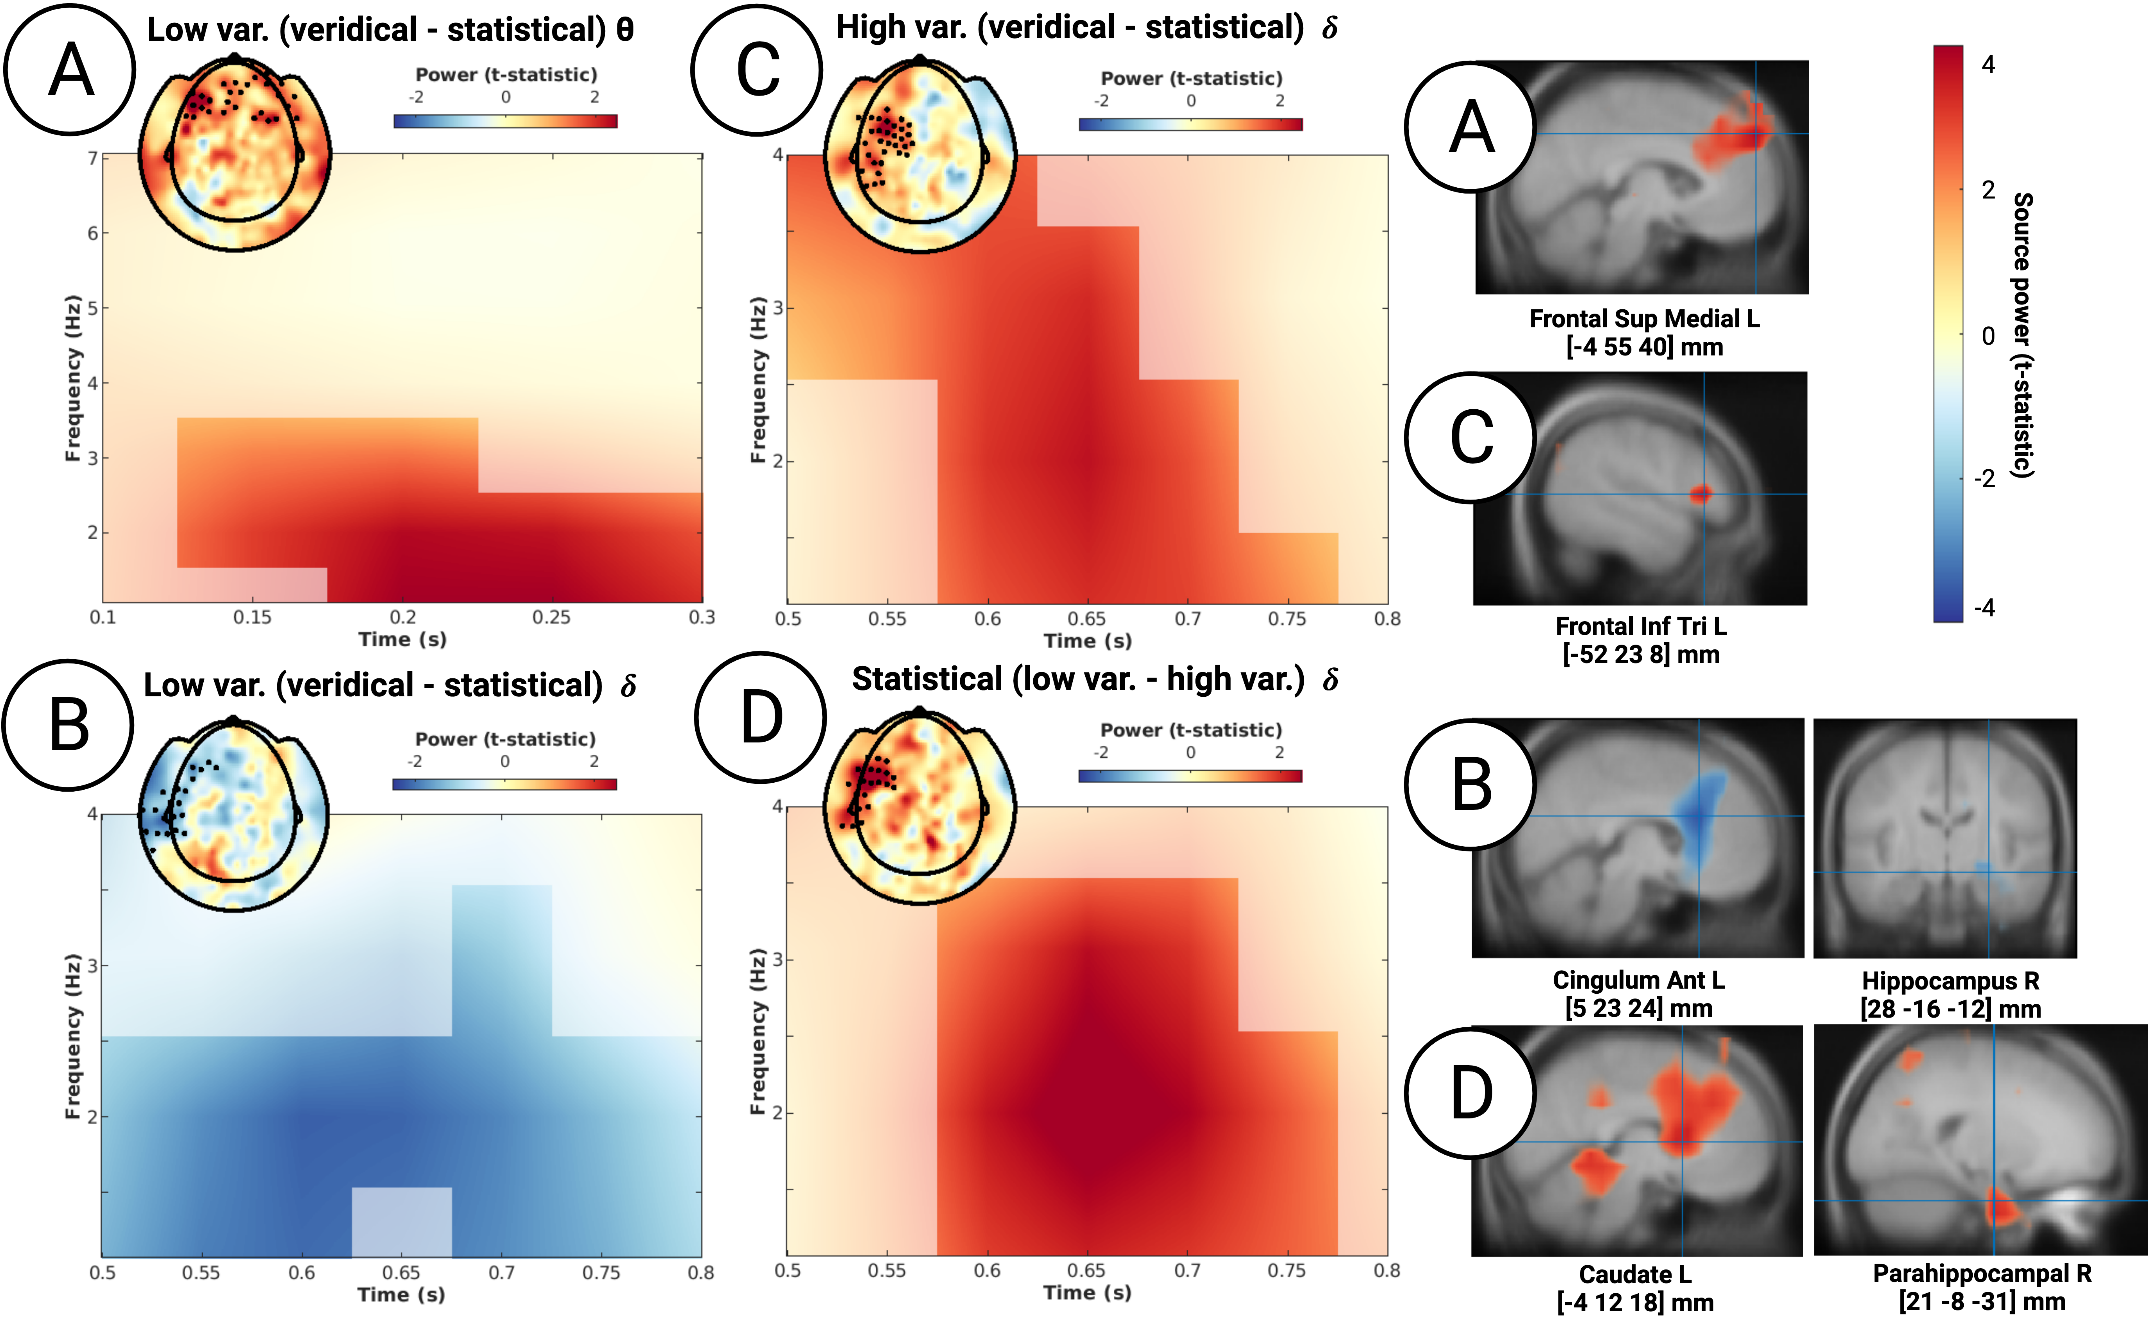 A
Low var. (veridical - statistical) θ
Power (t-statistic)
-2 0 2
7
6
5
4
3
2
Frequency (Hz)
0.1 0.15 0.2 0.25 0.3
Time (s)
C
High var. (veridical - statistical) δ
Power (t-statistic)
-2 0 2
4
3
2
Frequency (Hz)
0.5 0.55 0.6 0.65 0.7 0.75 0.8
Time (s)
A
Frontal Sup Medial L
[-4 55 40] mm
C
Frontal Inf Tri L
[-52 23 8] mm
4
2
0
-2
-4
Source power (t-statistic)
B
Low var. (veridical - statistical) δ
Power (t-statistic)
-2 0 2
4
3
2
Frequency (Hz)
0.5 0.55 0.6 0.65 0.7 0.75 0.8
Time (s)
D
Statistical (low var. - high var.) δ
Power (t-statistic)
-2 0 2
4
3
2
Frequency (Hz)
0.5 0.55 0.6 0.65 0.7 0.75 0.8
Time (s)
B
Cingulum Ant L
[5 23 24] mm
Hippocampus R
[28 -16 -12] mm
D
Caudate L
[-4 12 18] mm
Parahippocampal R
[21 -8 -31] mm